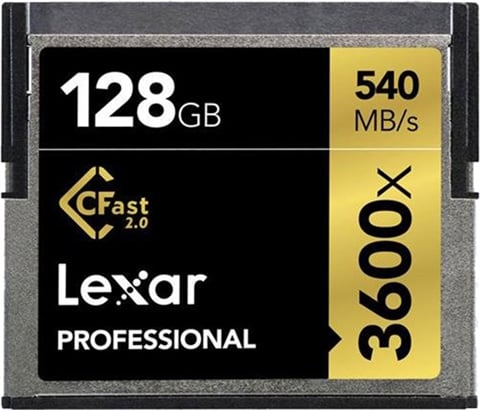 128GB
540
MB/s
CFast
2.0
3600x
Lexar
PROFESSIONAL